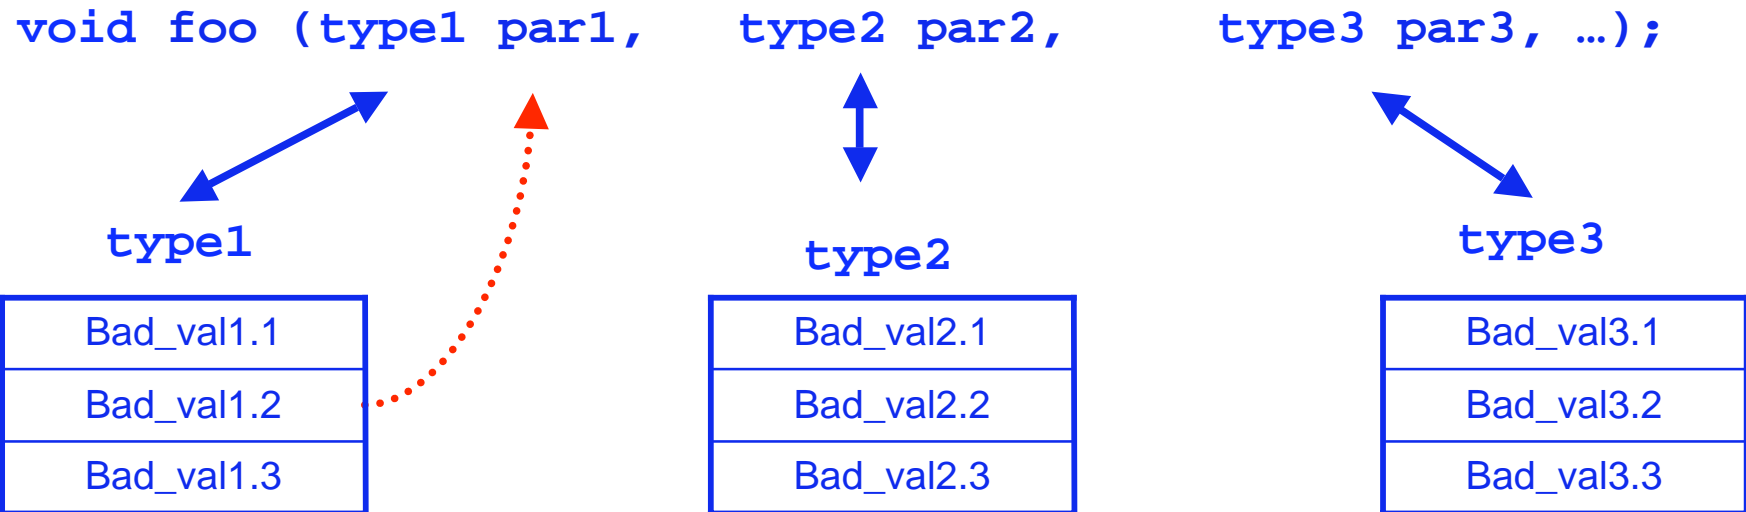 void foo (type1 par1, type2 par2, type3 par3, …);
type1 type2 type3
Bad_val1.1 Bad_val2.1 Bad_val3.1
Bad_val1.2 Bad_val2.2 Bad_val3.2
Bad_val1.3 Bad_val2.3 Bad_val3.3